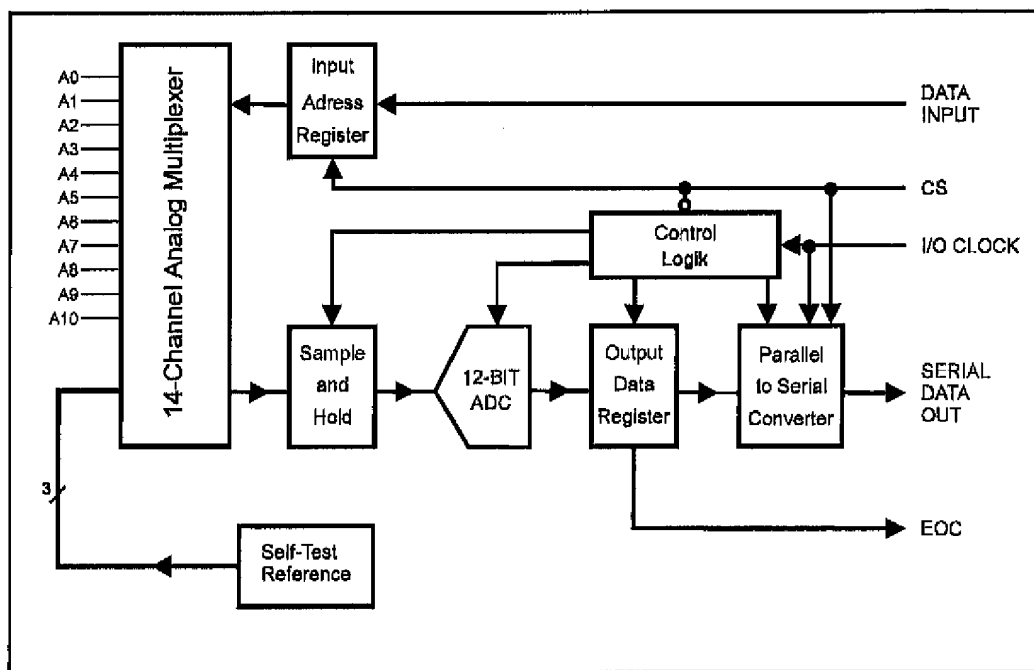 A0
A1
A2
A3
A4
A5
A6
A7
A8
A9
A10
14-Channel Analog Multiplexer
Input
Adress
Register
DATA
INPUT
CS
Control
Logik
I/O CLOCK
Sample
and
Hold
12-BIT
ADC
Output
Data
Register
Parallel
to Serial
Converter
SERIAL
DATA
OUT
3
EOC
Self-Test
Reference